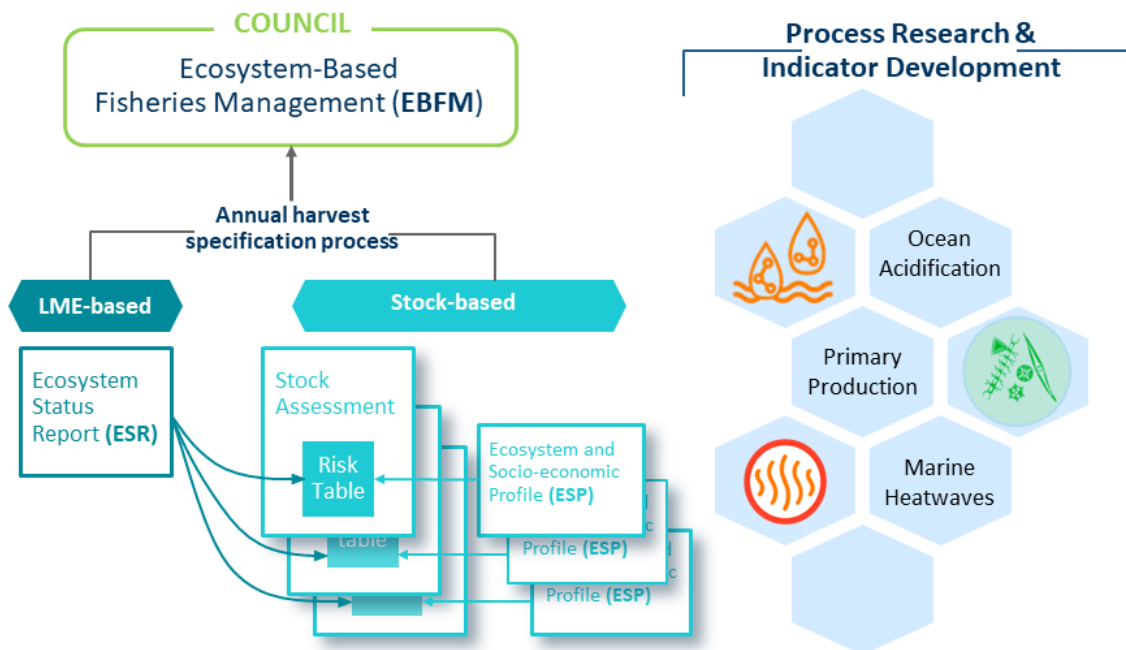 COUNCIL
Ecosystem-Based
Fisheries Management (EBFM)
Annual harvest
specification process
LME-based
Stock-based
Ecosystem
Status
Report (ESR)
Stock
Assessment
Risk
Table
table
Ecosystem and
Socio-economic
Profile (ESP)
Profile (ESP)
Profile (ESP)
Process Research &
Indicator Development
Ocean
Acidification
Primary
Production
Marine
Heatwaves